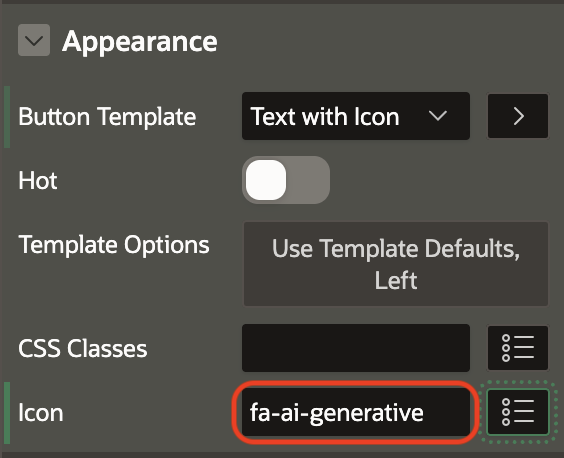 Appearance
Button Template
Text with Icon
Hot
Template Options
Use Template Defaults,
Left
CSS Classes
Icon
fa-ai-generative